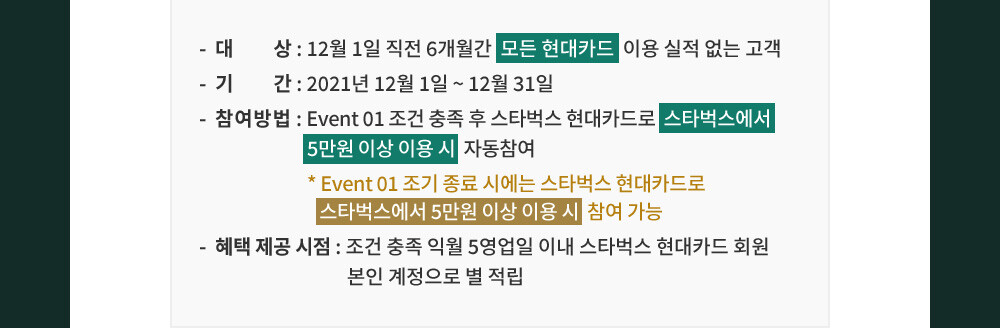 - 대 상 : 12월 1일 직전 6개월간 모든 현대카드 이용 실적 없는 고객
- 기 간 : 2021년 12월 1일 ~ 12월 31일
- 참여방법 : Event 01 조건 충족 후 스타벅스 현대카드로 스타벅스에서
5만원 이상 이용 시 자동참여
* Event 01 조기 종료 시에는 스타벅스 현대카드로
스타벅스에서 5만원 이상 이용 시 참여 가능
- 혜택 제공 시점 : 조건 충족 익월 5영업일 이내 스타벅스 현대카드 회원
본인 계정으로 별 적립